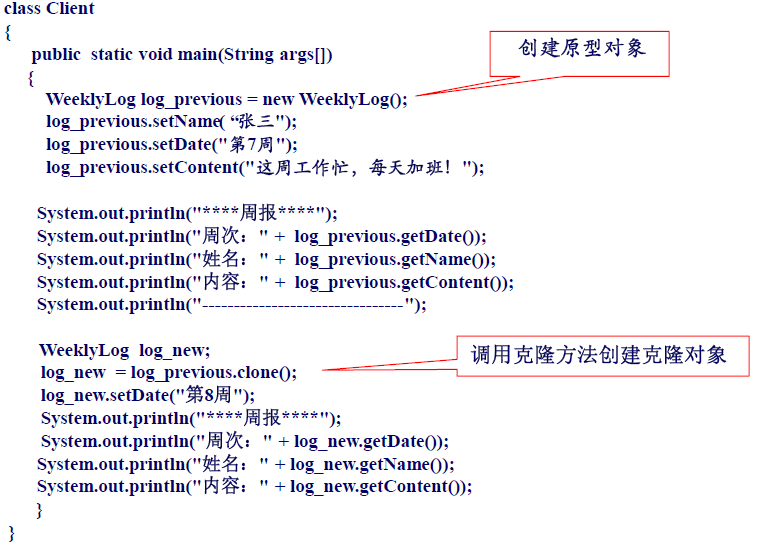 class Client
{
public static void main(String args[])
{
创建原型对象
WeeklyLog log_previous = new WeeklyLog();
log_previous.setName( “张三");
log_previous.setDate("第7周");
log_previous.setContent("这周工作忙，每天加班！");
System.out.println("****周报****");
System.out.println("周次：" + log_previous.getDate());
System.out.println("姓名：" + log_previous.getName());
System.out.println("内容：" + log_previous.getContent());
System.out.println("--------------------------------");
WeeklyLog log_new;
调用克隆方法创建克隆对象
log_new = log_previous.clone();
log_new.setDate("第8周");
System.out.println("****周报****");
System.out.println("周次：" + log_new.getDate());
System.out.println("姓名：" + log_new.getName());
System.out.println("内容：" + log_new.getContent());
}
}